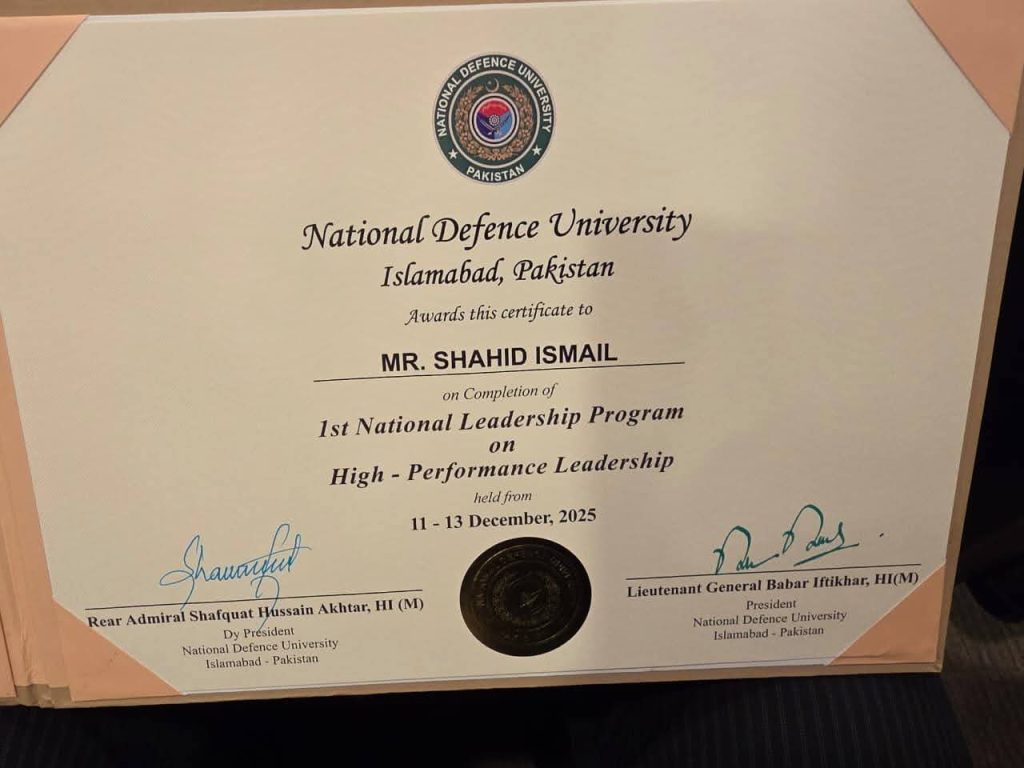 NATIONAL DEFENCE UNIVERSITY
PAKISTAN
National Defence University
Islamabad, Pakistan
Awards this certificate to
MR. SHAHID ISMAIL
on Completion of
1st National Leadership Program
on
High - Performance Leadership
held from
11 - 13 December, 2025
Rear Admiral Shafquat Hussain Akhtar, HI (M)
Dy President
National Defence University
Islamabad - Pakistan
Lieutenant General Babar Iftikhar, HI(M)
President
National Defence University
Islamabad - Pakistan